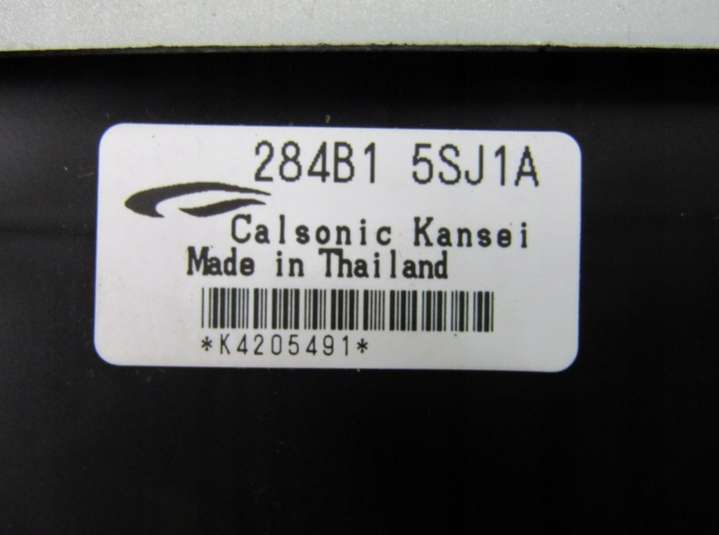 284B1 5SJ1A
Calsonic Kansei
Made in Thailand
*K4205491*